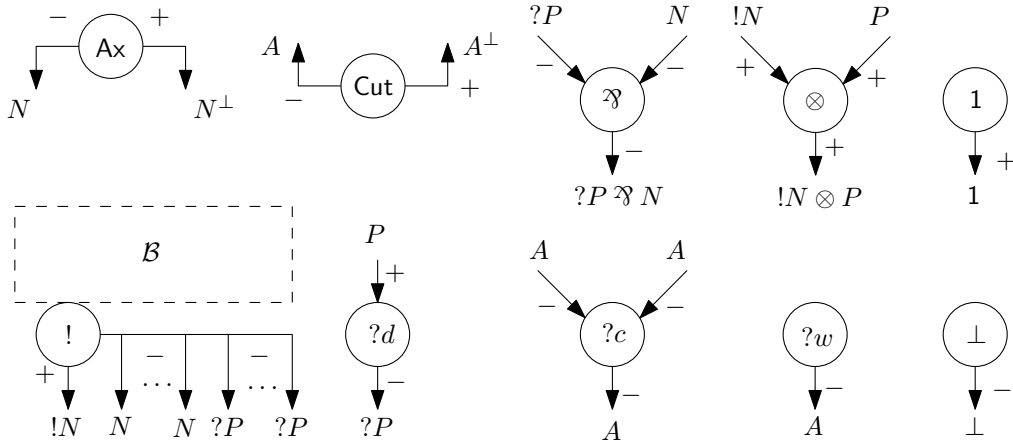 − Ax +
N N⊥
A Cut A⊥
− +
?P N
− ⅋ −
−
?P ⅋ N
!N P
+ ⊗ +
+
!N ⊗ P
1
+
1
ℬ
!
+ − −
... ...
!N N N ?P ?P
P
+
?d
−
?P
A A
− ?c −
−
A
?w
−
A
⊥
−
⊥